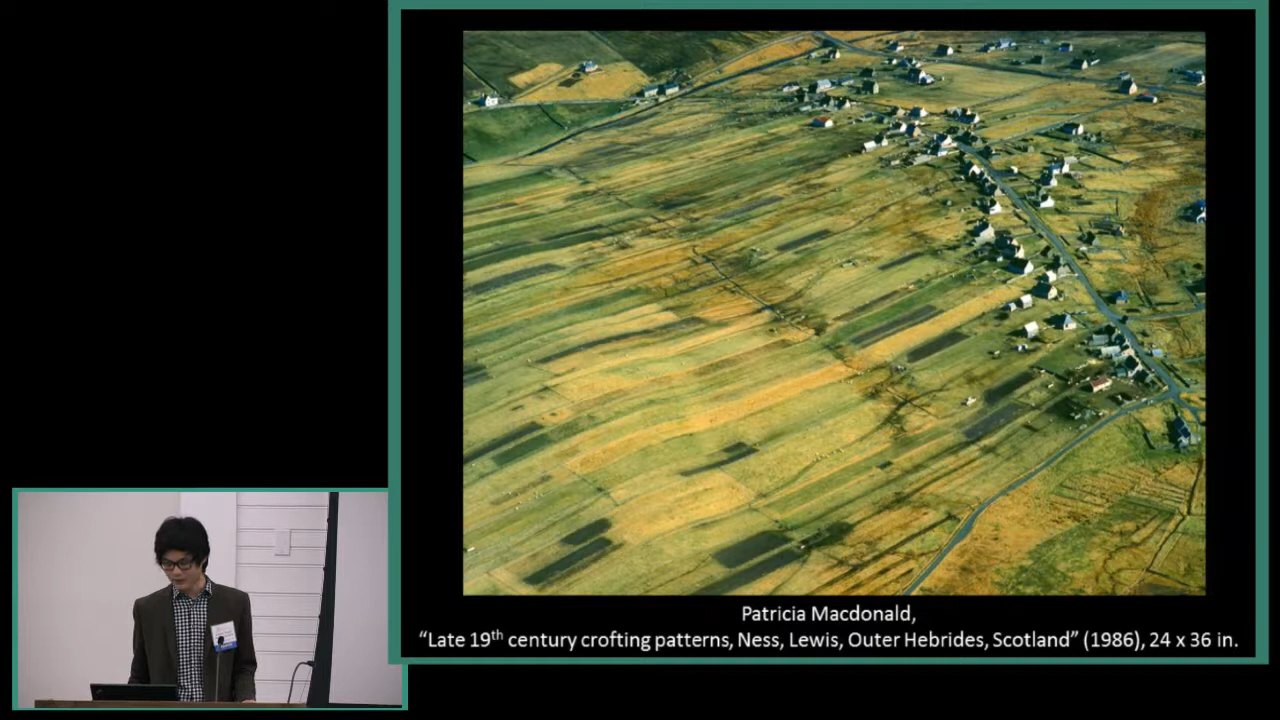 Patricia Macdonald,
“Late 19th century crofting patterns, Ness, Lewis, Outer Hebrides, Scotland” (1986), 24 x 36 in.